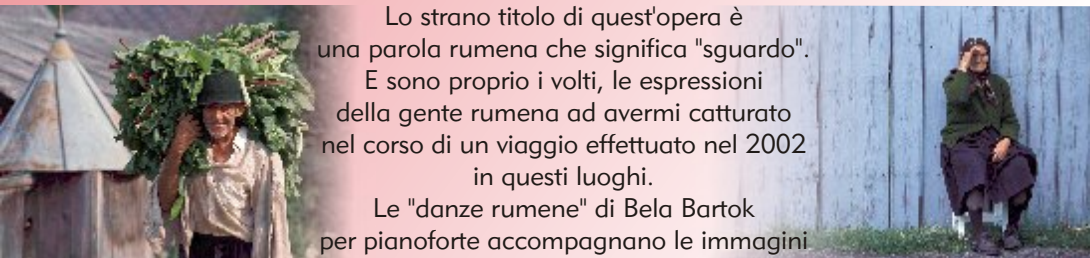 Lo strano titolo di quest'opera è
una parola rumena che significa "sguardo".
E sono proprio i volti, le espressioni
della gente rumena ad avermi catturato
nel corso di un viaggio effettuato nel 2002
in questi luoghi.
Le "danze rumene" di Bela Bartok
per pianoforte accompagnano le immagini